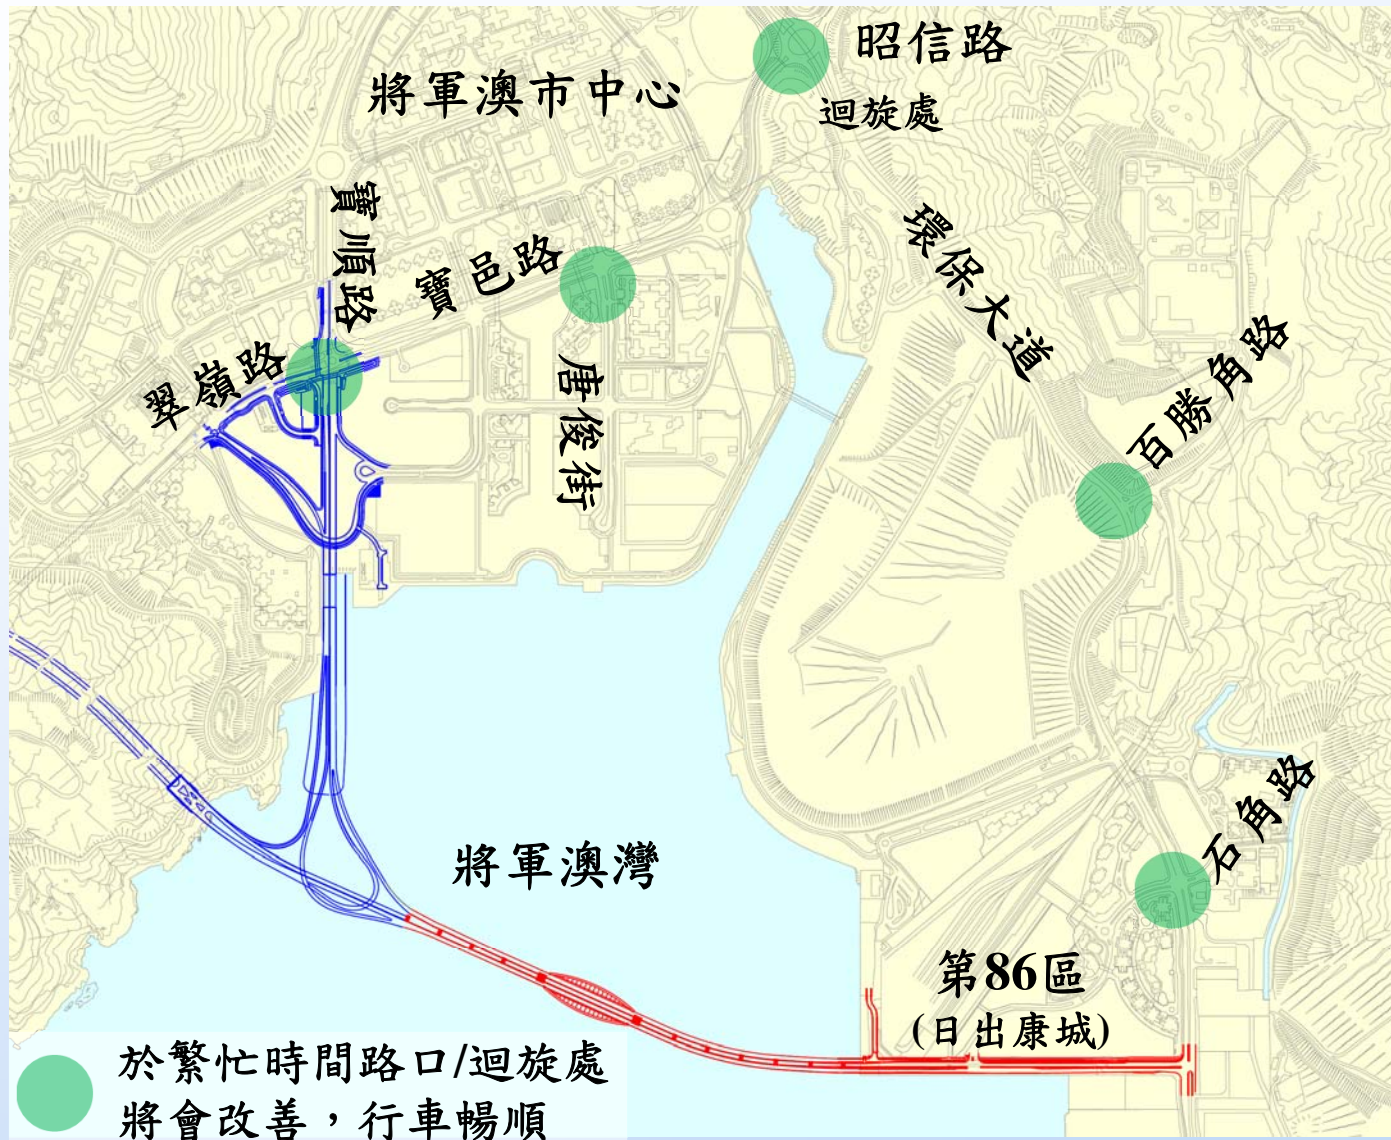 昭信路
迴旋處
將軍澳市中心
寶順路
寶邑路
環保大道
翠嶺路
唐俊街
百勝角路
石角路
將軍澳灣
第86區
(日出康城)
於繁忙時間路口/迴旋處
將會改善，行車暢順